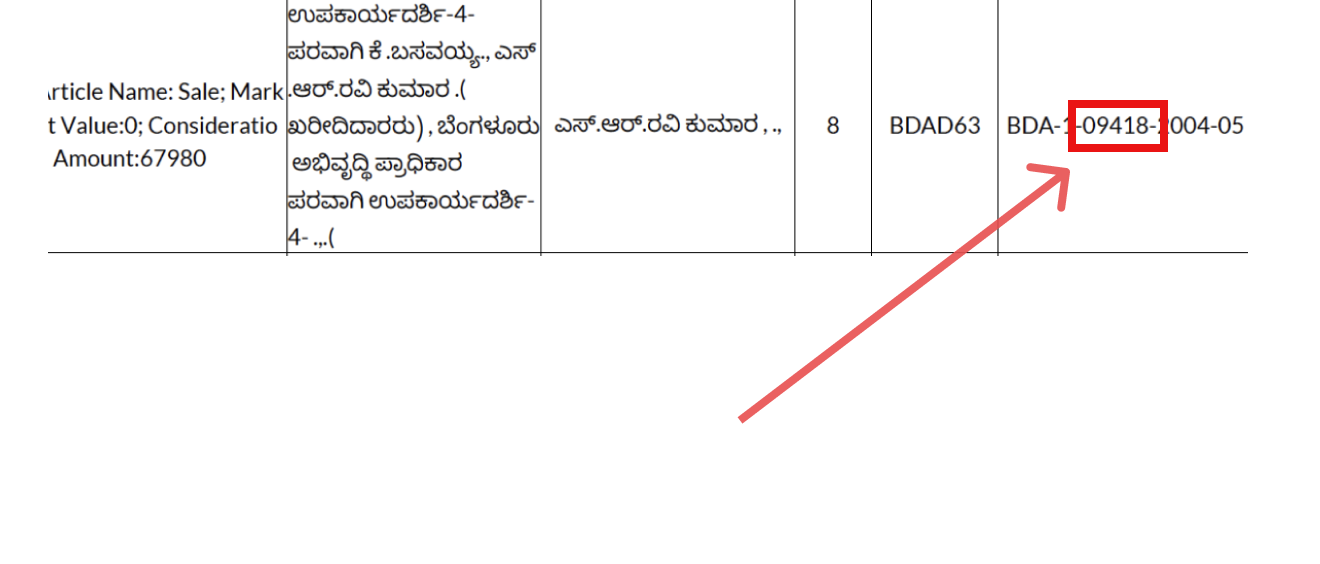 rticle Name: Sale; Mark
t Value:0; Consideratio
Amount:67980
ಉಪಕಾರ್ಯದರ್ಶಿ-4-
ಪರವಾಗಿ ಕೆ .ಬಸವಯ್ಯ., ಎಸ್
.ಆರ್.ರವಿ ಕುಮಾರ .(
ಖರೀದಿದಾರರು) , ಬೆಂಗಳೂರು
ಅಭಿವೃದ್ಧಿ ಪ್ರಾಧಿಕಾರ
ಪರವಾಗಿ ಉಪಕಾರ್ಯದರ್ಶಿ-
4- .,.(
ಎಸ್.ಆರ್.ರವಿ ಕುಮಾರ , .,
8
BDAD63
BDA-1-09418-2004-05